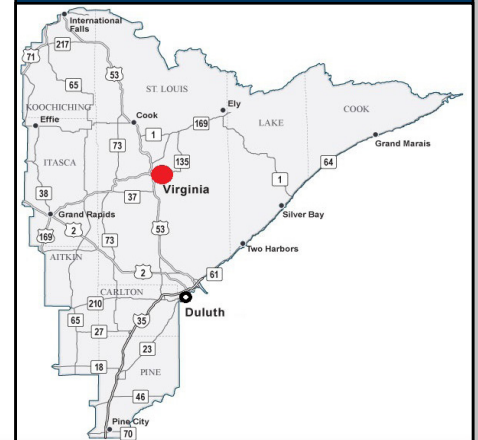 International
Falls
71
217
53
65
ST. LOUIS
KOOCHICHING
Effie
Cook
Ely
169
LAKE
COOK
1
Grand Marais
73
135
64
ITASCA
Virginia
1
38
37
Silver Bay
Grand Rapids
2
53
169
73
Two Harbors
AITKIN
2
61
CARLTON
210
Duluth
65
35
27
23
18
PINE
46
Pine City
70